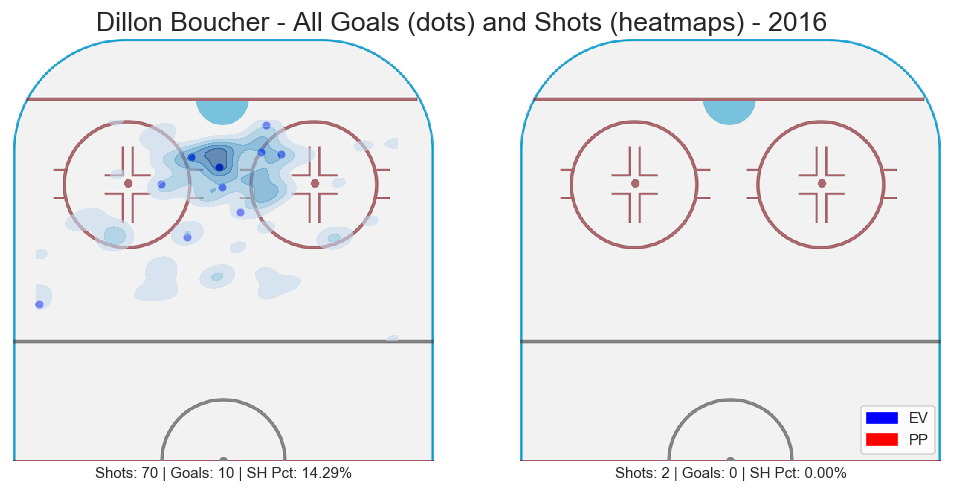 Dillon Boucher - All Goals (dots) and Shots (heatmaps) - 2016
EV
PP
Shots: 70 | Goals: 10 | SH Pct: 14.29%
Shots: 2 | Goals: 0 | SH Pct: 0.00%